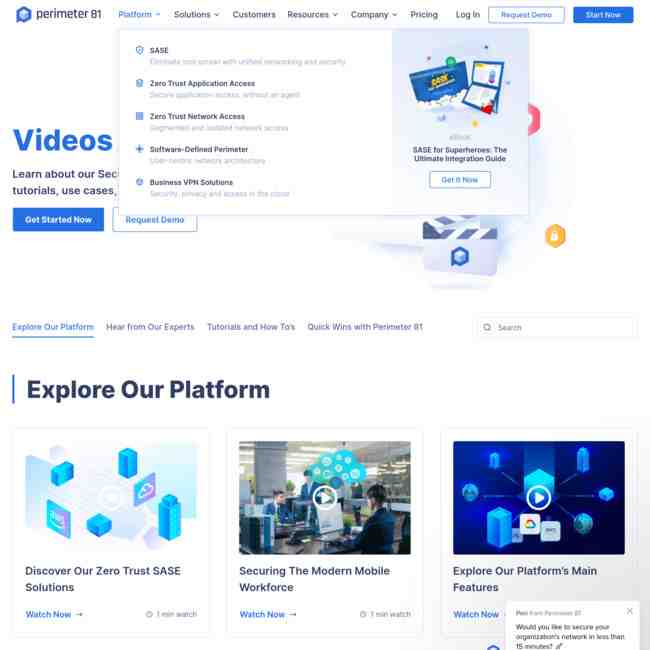 perimeter 81
Platform
Solutions
Customers
Resources
Company
Pricing
Log In
Request Demo
Start Now
SASE
Eliminate tool sprawl with unified networking and security
Zero Trust Application Access
Secure application access, without an agent
Zero Trust Network Access
Segmented and isolated network access
Software-Defined Perimeter
User-centric network architecture
Business VPN Solutions
Security, privacy and access in the cloud
SASE
eBook
SASE for Superheroes: The
Ultimate Integration Guide
Get It Now
Videos
Learn about our Sec
tutorials, use cases,
Get Started Now
Request Demo
Explore Our Platform
Hear from Our Experts
Tutorials and How To's
Quick Wins with Perimeter 81
Search
Explore Our Platform
aws
Discover Our Zero Trust SASE
Solutions
Watch Now →
1 min watch
Securing The Modern Mobile
Workforce
Watch Now →
1 min watch
aws
Explore Our Platform's Main
Features
Watch Now
Peri from Perimeter 81
Would you like to secure your
organization's network in less than
15 minutes? 🚀